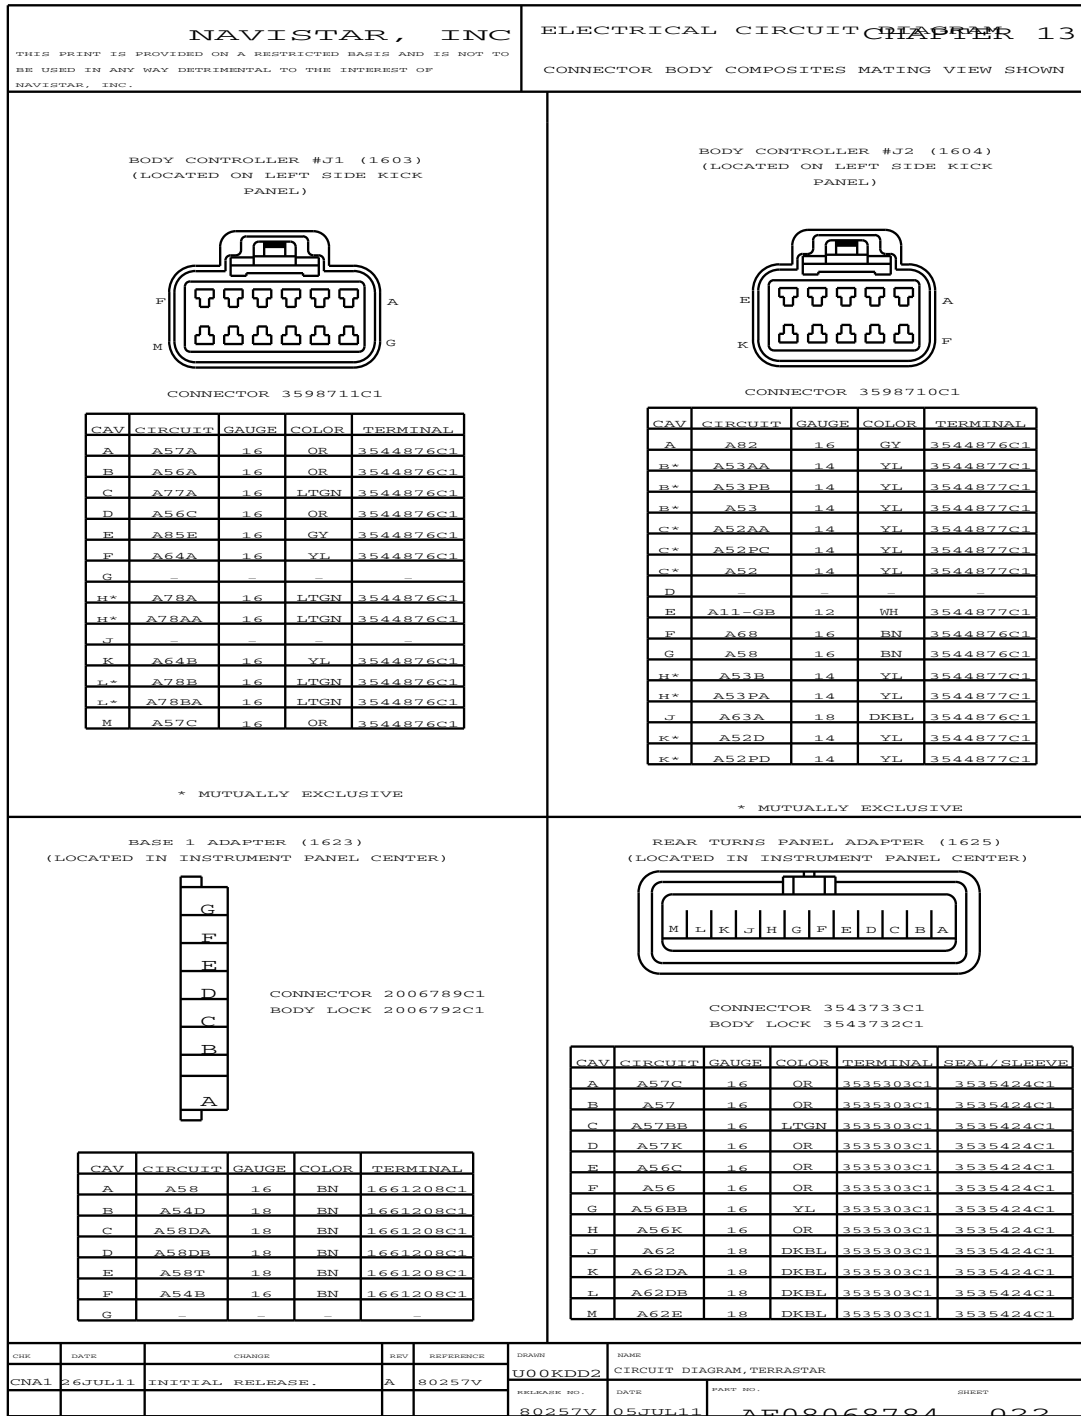 NAVISTAR, INC
THIS PRINT IS PROVIDED ON A RESTRICTED BASIS AND IS NOT TO
BE USED IN ANY WAY DETRIMENTAL TO THE INTEREST OF
NAVISTAR, INC.
ELECTRICAL CIRCUIT DIAGRAM
CHAPTER 13
CONNECTOR BODY COMPOSITES MATING VIEW SHOWN
BODY CONTROLLER #J1 (1603)
(LOCATED ON LEFT SIDE KICK
PANEL)
F A
M G
CONNECTOR 3598711C1
CAV CIRCUIT GAUGE COLOR TERMINAL
A A57A 16 OR 3544876C1
B A56A 16 OR 3544876C1
C A77A 16 LTGN 3544876C1
D A56C 16 OR 3544876C1
E A85E 16 GY 3544876C1
F A64A 16 YL 3544876C1
G – – – –
H* A78A 16 LTGN 3544876C1
H* A78AA 16 LTGN 3544876C1
J – – – –
K A64B 16 YL 3544876C1
L* A78B 16 LTGN 3544876C1
L* A78BA 16 LTGN 3544876C1
M A57C 16 OR 3544876C1
* MUTUALLY EXCLUSIVE
BODY CONTROLLER #J2 (1604)
(LOCATED ON LEFT SIDE KICK
PANEL)
E A
K F
CONNECTOR 3598710C1
CAV CIRCUIT GAUGE COLOR TERMINAL
A A82 16 GY 3544876C1
B* A53AA 14 YL 3544877C1
B* A53PB 14 YL 3544877C1
B* A53 14 YL 3544877C1
C* A52AA 14 YL 3544877C1
C* A52PC 14 YL 3544877C1
C* A52 14 YL 3544877C1
D – – – –
E A11-GB 12 WH 3544877C1
F A68 16 BN 3544876C1
G A58 16 BN 3544876C1
H* A53B 14 YL 3544877C1
H* A53PA 14 YL 3544877C1
J A63A 18 DKBL 3544876C1
K* A52D 14 YL 3544877C1
K* A52PD 14 YL 3544877C1
* MUTUALLY EXCLUSIVE
BASE 1 ADAPTER (1623)
(LOCATED IN INSTRUMENT PANEL CENTER)
G
F
E
D
C
B
A
CONNECTOR 2006789C1
BODY LOCK 2006792C1
CAV CIRCUIT GAUGE COLOR TERMINAL
A A58 16 BN 1661208C1
B A54D 18 BN 1661208C1
C A58DA 18 BN 1661208C1
D A58DB 18 BN 1661208C1
E A58T 18 BN 1661208C1
F A54B 16 BN 1661208C1
G – – – –
REAR TURNS PANEL ADAPTER (1625)
(LOCATED IN INSTRUMENT PANEL CENTER)
M L K J H G F E D C B A
CONNECTOR 3543733C1
BODY LOCK 3543732C1
CAV CIRCUIT GAUGE COLOR TERMINAL SEAL/SLEEVE
A A57C 16 OR 3535303C1 3535424C1
B A57 16 OR 3535303C1 3535424C1
C A57BB 16 LTGN 3535303C1 3535424C1
D A57K 16 OR 3535303C1 3535424C1
E A56C 16 OR 3535303C1 3535424C1
F A56 16 OR 3535303C1 3535424C1
G A56BB 16 YL 3535303C1 3535424C1
H A56K 16 OR 3535303C1 3535424C1
J A62 18 DKBL 3535303C1 3535424C1
K A62DA 18 DKBL 3535303C1 3535424C1
L A62DB 18 DKBL 3535303C1 3535424C1
M A62E 18 DKBL 3535303C1 3535424C1
CHK DATE CHANGE REV REFERENCE
CNA1 26JUL11 INITIAL RELEASE. A 80257V
DRAWN NAME
U00KDD2 CIRCUIT DIAGRAM,TERRASTAR
RELEASE NO. DATE PART NO. SHEET
80257V 05JUL11 AF08068784